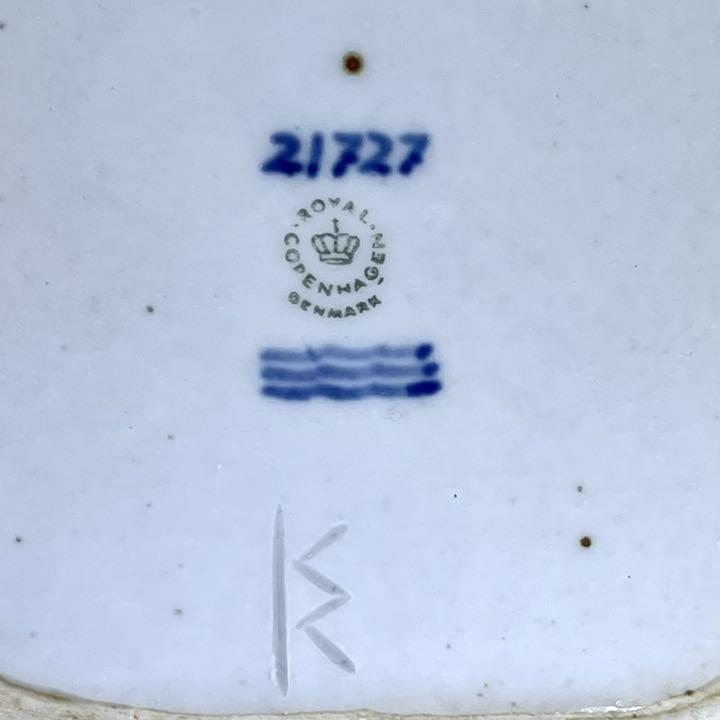 21727
ROYAL
COPENHAGEN
DENMARK